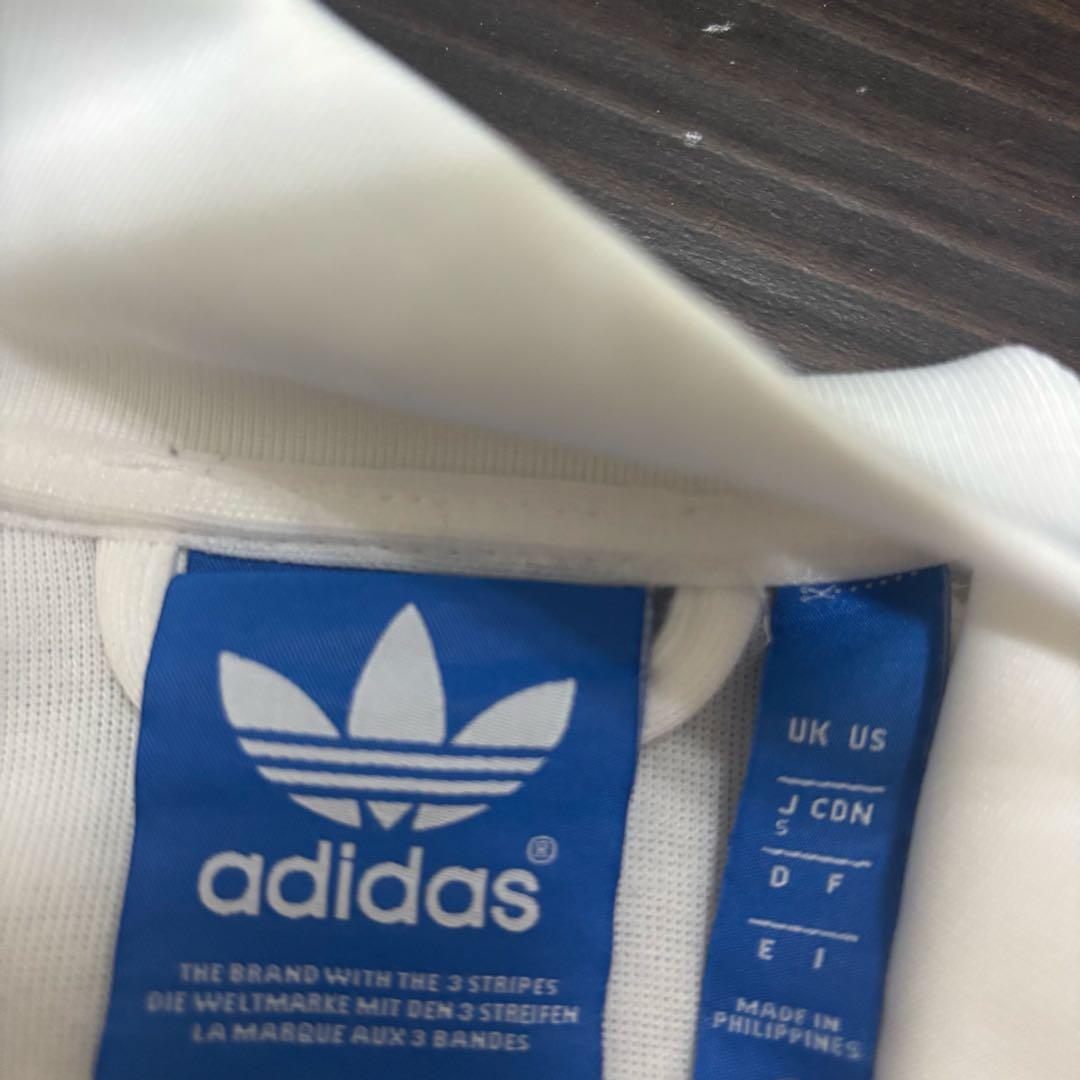 adidas®
THE BRAND WITH THE 3 STRIPES
DIE WELTMARKE MIT DEN 3 STREIFEN
LA MARQUE AUX 3 BANDES
UK US
J CDN
S
D F
E I
MADE IN
PHILIPPINES